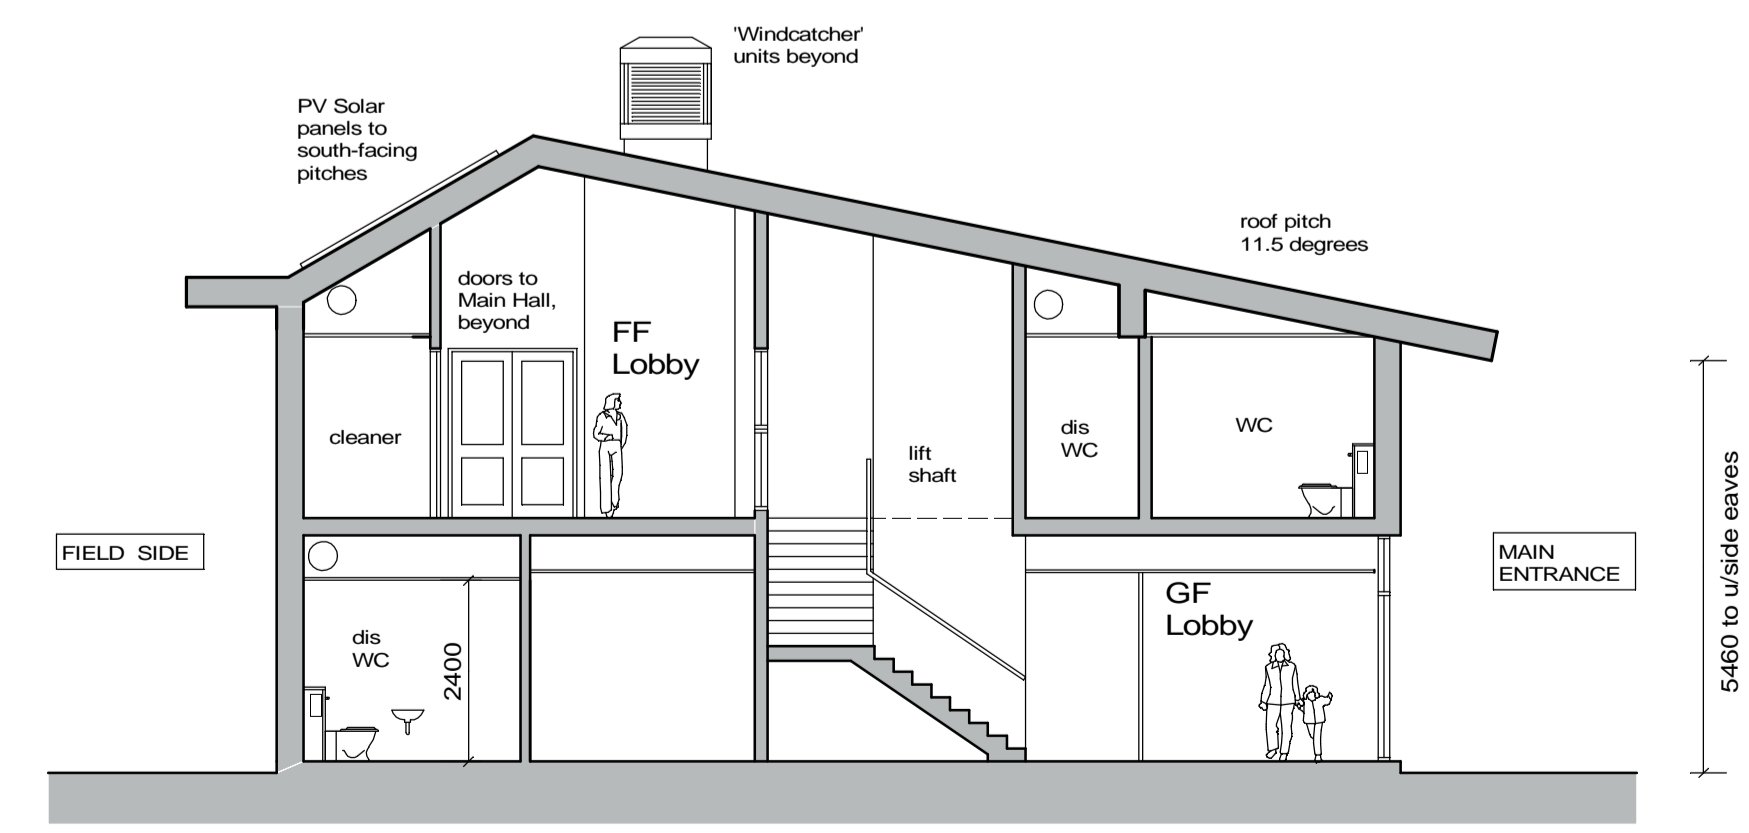 'Windcatcher'
units beyond
PV Solar
panels to
south-facing
pitches
roof pitch
11.5 degrees
doors to
Main Hall,
beyond
FF
Lobby
cleaner
lift
shaft
dis
WC
WC
FIELD SIDE
MAIN
ENTRANCE
5460 to u/side eaves
GF
Lobby
dis
WC
2400